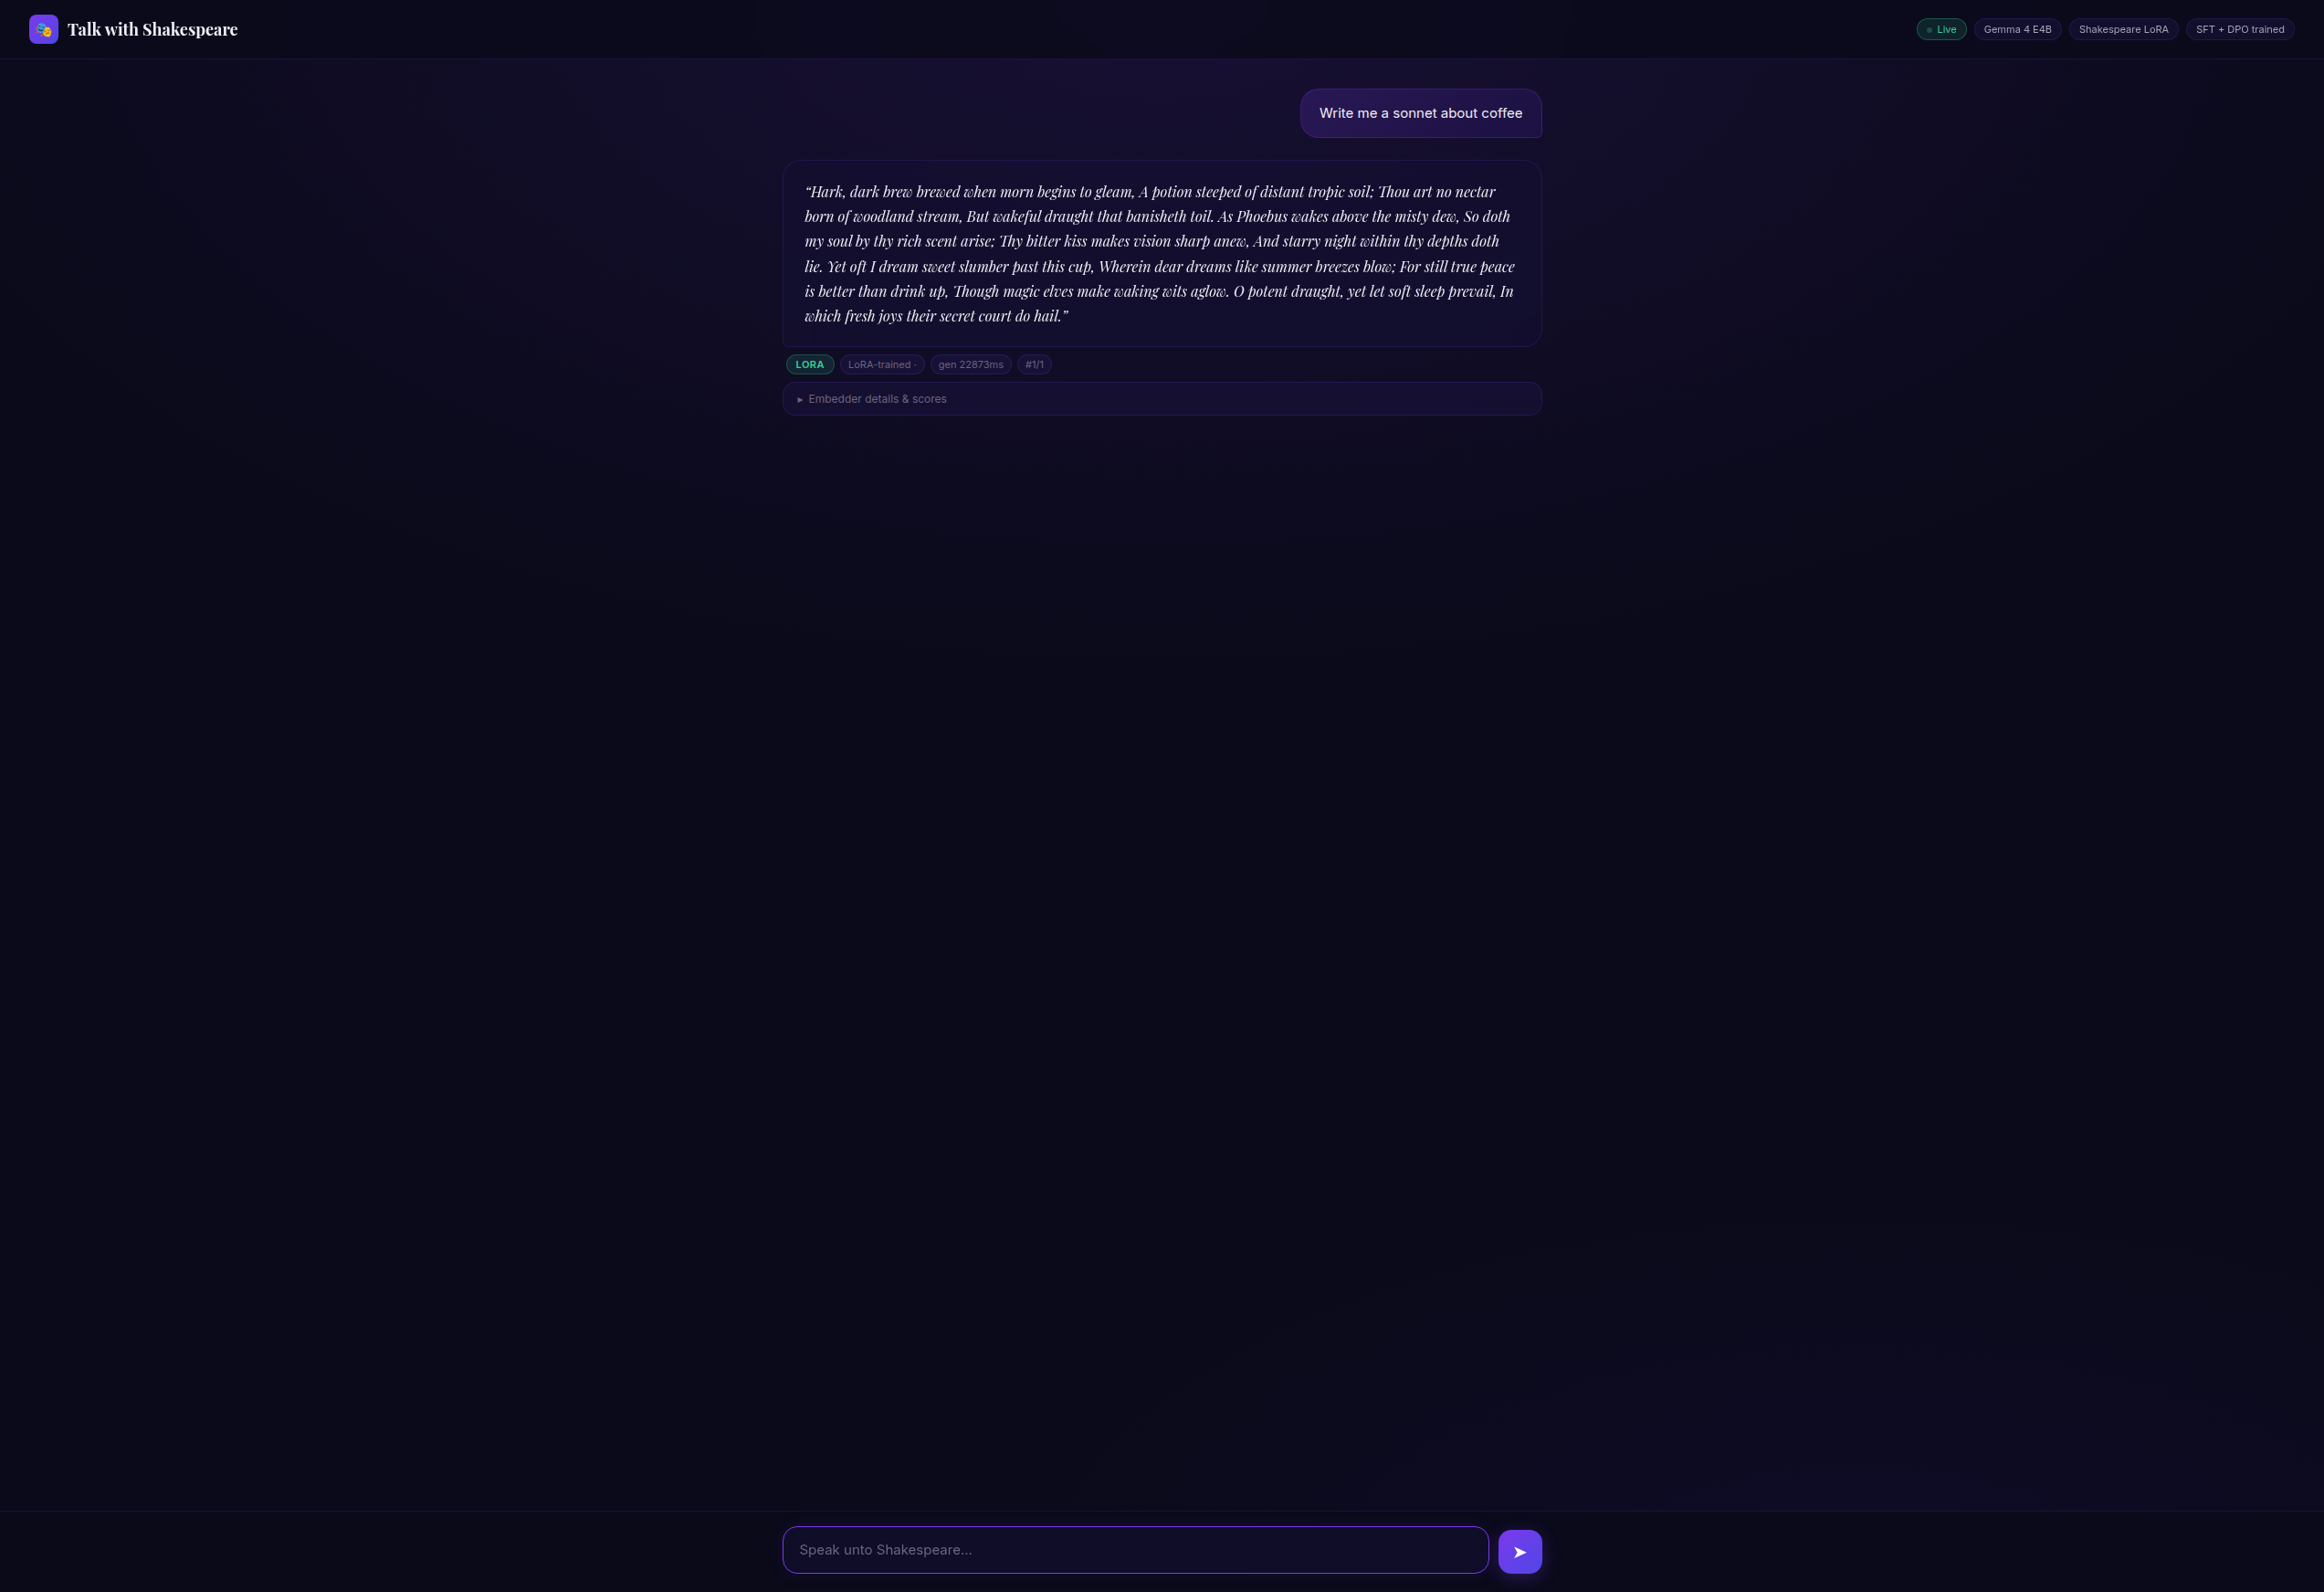 🎭 Talk with Shakespeare
Live
Gemma 4 E4B
Shakespeare LoRA
SFT + DPO trained
Write me a sonnet about coffee
“Hark, dark brew brewed when morn begins to gleam, A potion steeped of distant tropic soil; Thou art no nectar
born of woodland stream, But wakeful draught that banisheth toil. As Phoebus wakes above the misty dew, So doth
my soul by thy rich scent arise; Thy bitter kiss makes vision sharp anew, And starry night within thy depths doth
lie. Yet oft I dream sweet slumber past this cup, Wherein dear dreams like summer breezes blow; For still true peace
is better than drink up, Though magic elves make waking wits aglow. O potent draught, yet let soft sleep prevail, In
which fresh joys their secret court do hail.”
LORA
LoRA-trained ·
gen 22873ms
#1/1
▸ Embedder details & scores
Speak unto Shakespeare...